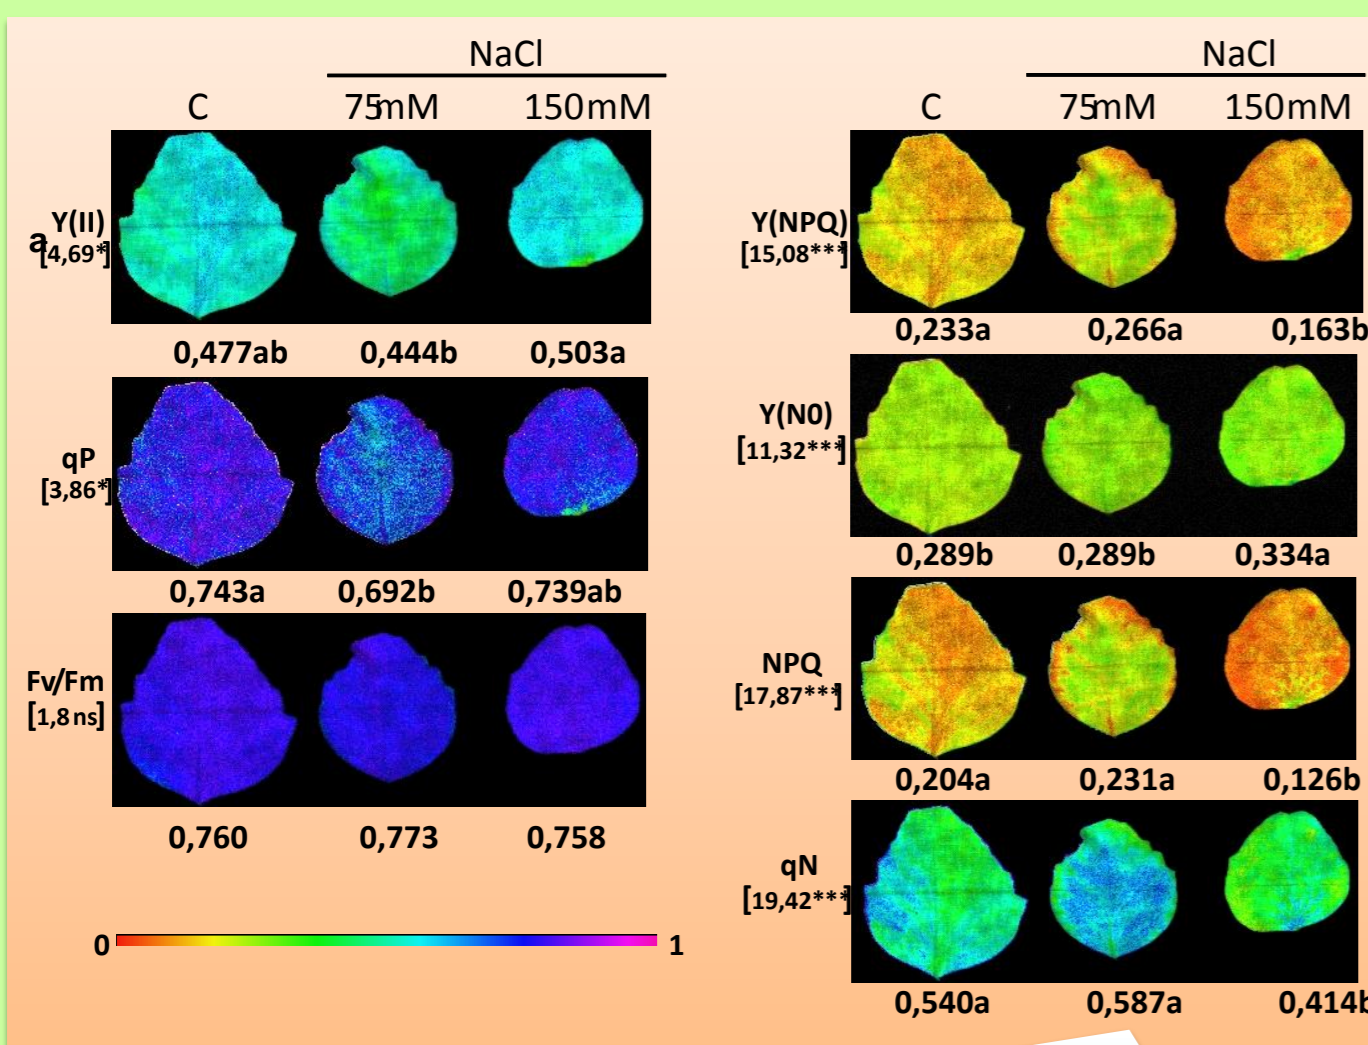 NaCl
C 75mM 150mM
a
Y(II)
[4,69*]
0,477ab 0,444b 0,503a
qP
[3,86*]
0,743a 0,692b 0,739ab
Fv/Fm
[1,8ns]
0,760 0,773 0,758
0 1
NaCl
C 75mM 150mM
Y(NPQ)
[15,08***]
0,233a 0,266a 0,163b
Y(N0)
[11,32***]
0,289b 0,289b 0,334a
NPQ
[17,87***]
0,204a 0,231a 0,126b
qN
[19,42***]
0,540a 0,587a 0,414b